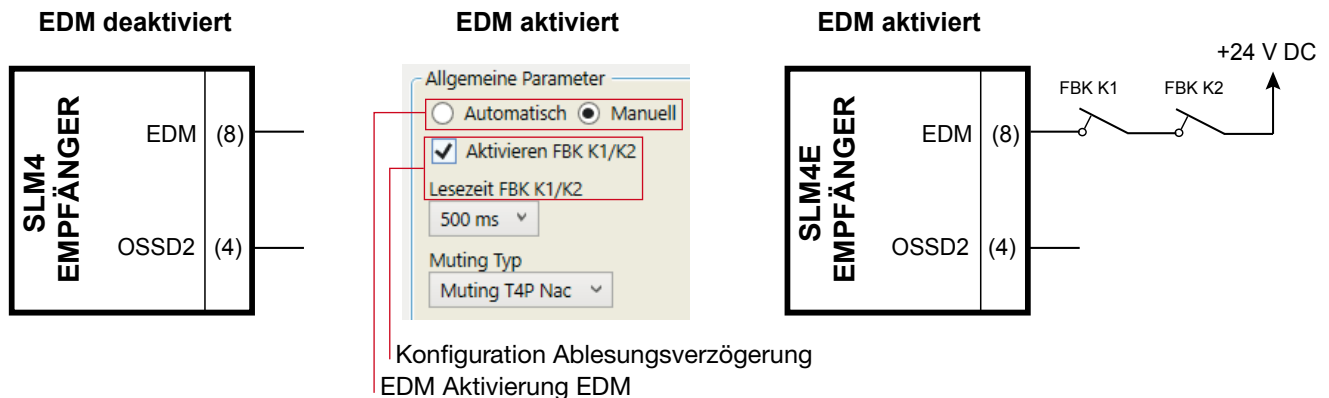 EDM deaktiviert
SLM4
EMPFÄNGER
EDM (8)
OSSD2 (4)
EDM aktiviert
Allgemeine Parameter
Automatisch Manuell
Aktivieren FBK K1/K2
Lesezeit FBK K1/K2
500 ms
Muting Typ
Muting T4P Nac
Konfiguration Ablesungsverzögerung
EDM Aktivierung EDM
EDM aktiviert
+24 V DC
FBK K1 FBK K2
SLM4E
EMPFÄNGER
EDM (8)
OSSD2 (4)